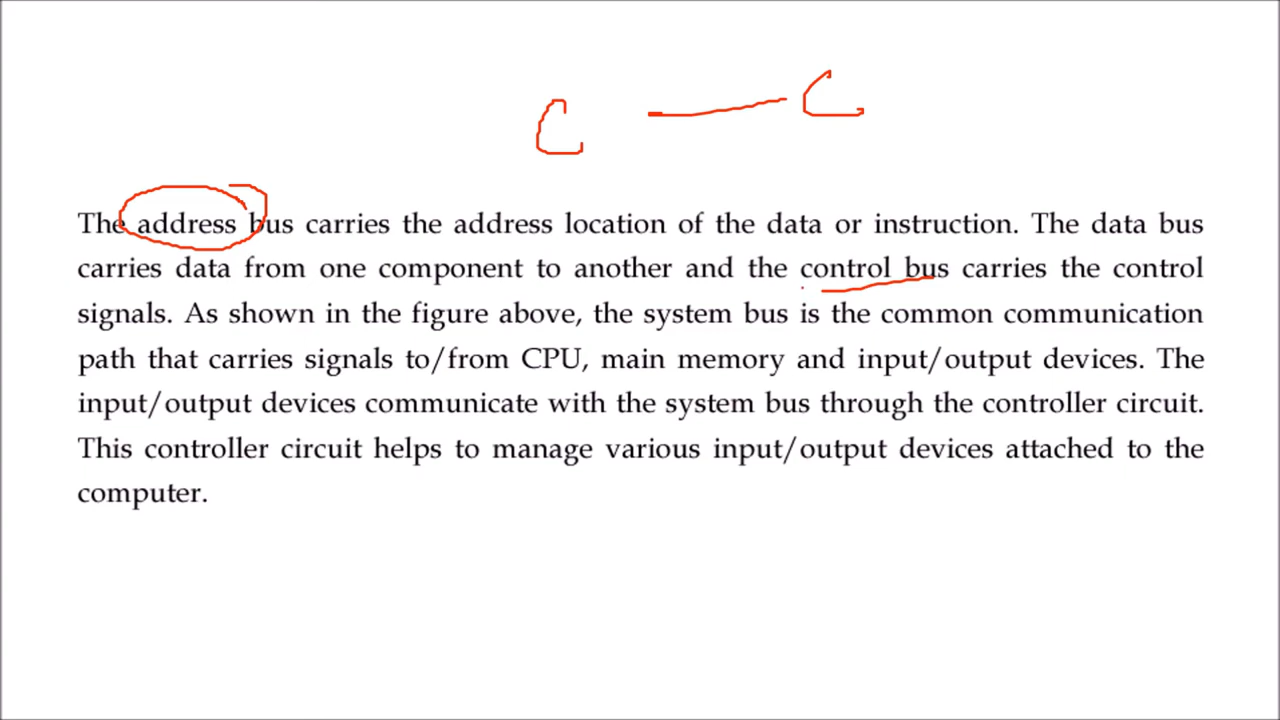 C — C
The address bus carries the address location of the data or instruction. The data bus
carries data from one component to another and the control bus carries the control
signals. As shown in the figure above, the system bus is the common communication
path that carries signals to/from CPU, main memory and input/output devices. The
input/output devices communicate with the system bus through the controller circuit.
This controller circuit helps to manage various input/output devices attached to the
computer.